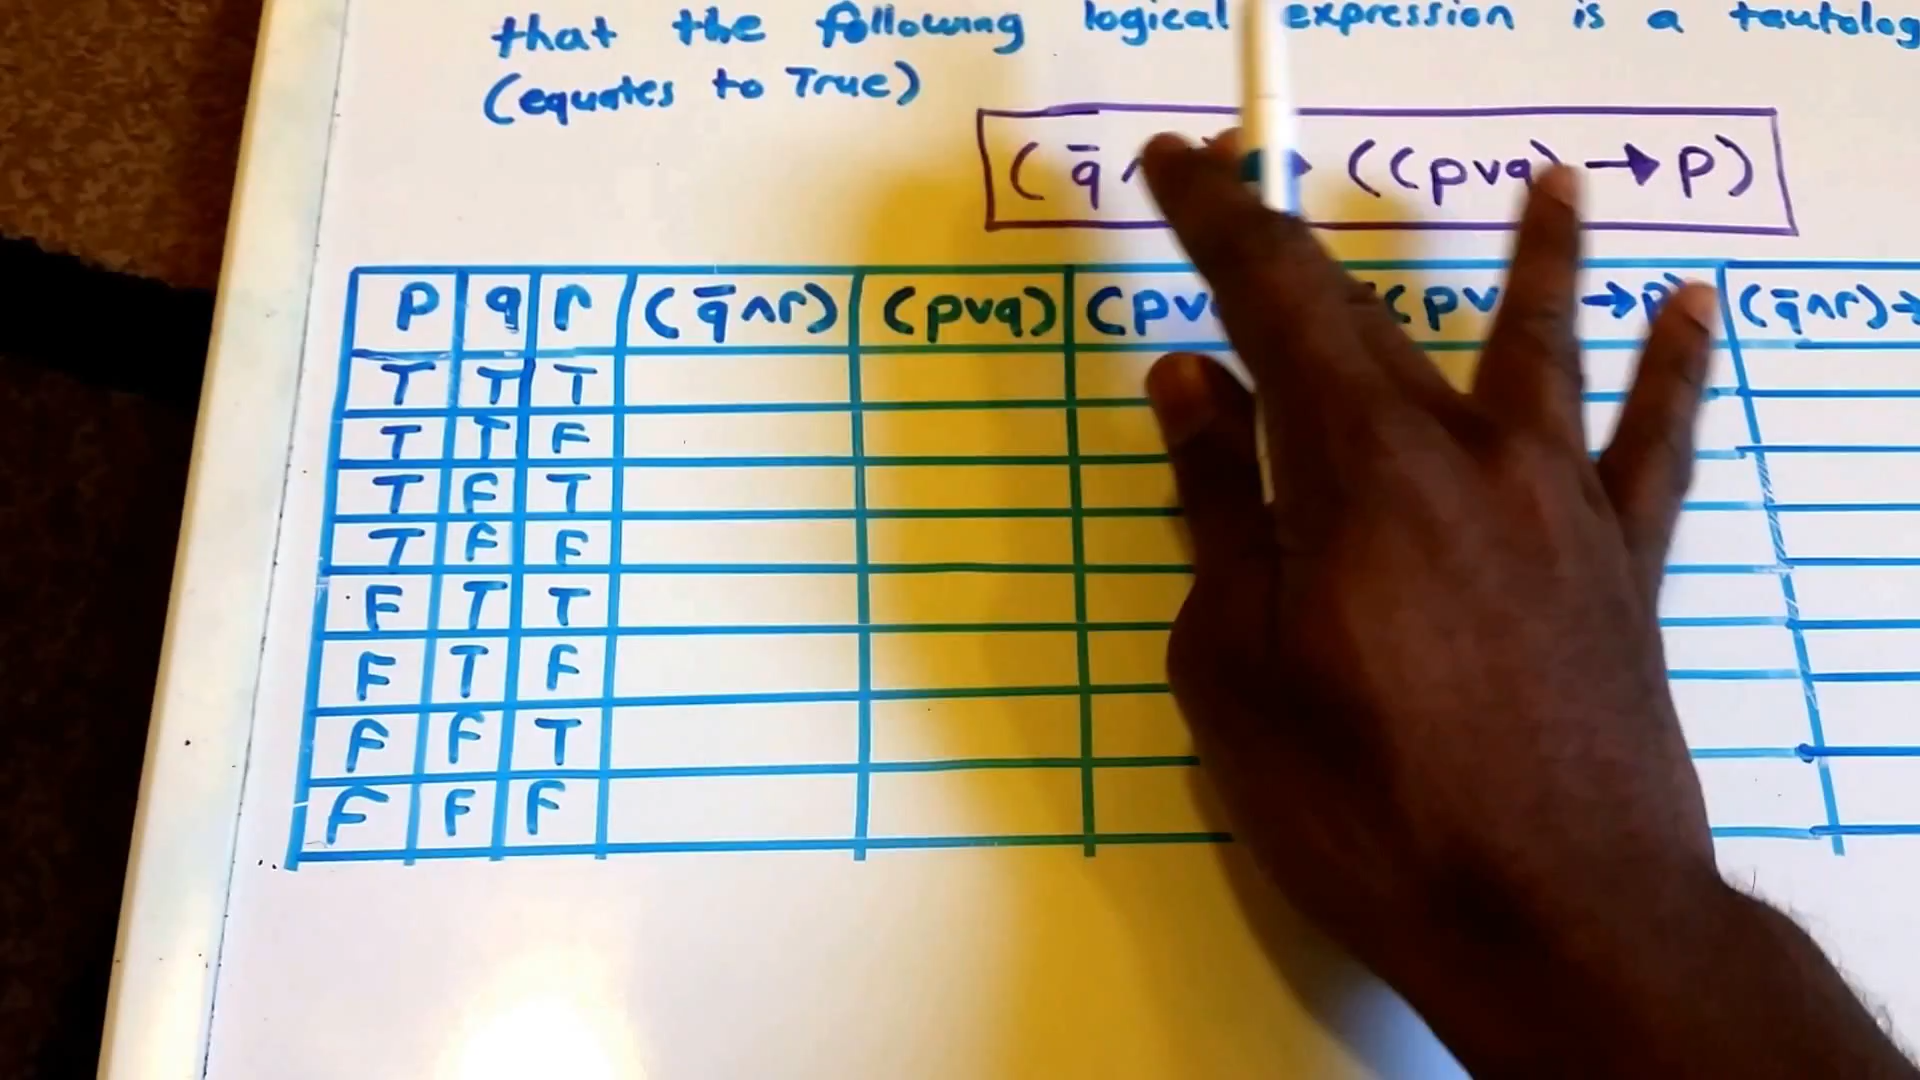 that the following logical expression is a tautolog
(equates to True)
(q̄ ∧ → ((p∨q) → p)
p q r (q̄∧r) (p∨q) (p∨ (p∨ →p) (q̄∧r)→
T T T
T T F
T F T
T F F
F T T
F T F
F F T
F F F